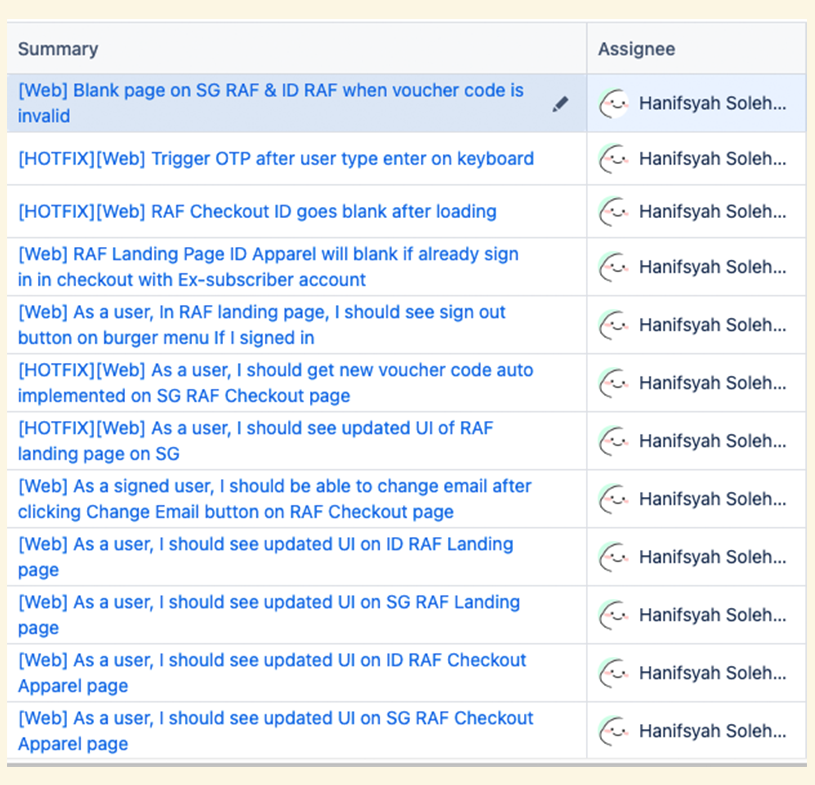 Summary
Assignee
[Web] Blank page on SG RAF & ID RAF when voucher code is
invalid
Hanifsyah Soleh...
[HOTFIX][Web] Trigger OTP after user type enter on keyboard
Hanifsyah Soleh...
[HOTFIX][Web] RAF Checkout ID goes blank after loading
Hanifsyah Soleh...
[Web] RAF Landing Page ID Apparel will blank if already sign
in in checkout with Ex-subscriber account
Hanifsyah Soleh...
[Web] As a user, In RAF landing page, I should see sign out
button on burger menu If I signed in
Hanifsyah Soleh...
[HOTFIX][Web] As a user, I should get new voucher code auto
implemented on SG RAF Checkout page
Hanifsyah Soleh...
[HOTFIX][Web] As a user, I should see updated UI of RAF
landing page on SG
Hanifsyah Soleh...
[Web] As a signed user, I should be able to change email after
clicking Change Email button on RAF Checkout page
Hanifsyah Soleh...
[Web] As a user, I should see updated UI on ID RAF Landing
page
Hanifsyah Soleh...
[Web] As a user, I should see updated UI on SG RAF Landing
page
Hanifsyah Soleh...
[Web] As a user, I should see updated UI on ID RAF Checkout
Apparel page
Hanifsyah Soleh...
[Web] As a user, I should see updated UI on SG RAF Checkout
Apparel page
Hanifsyah Soleh...